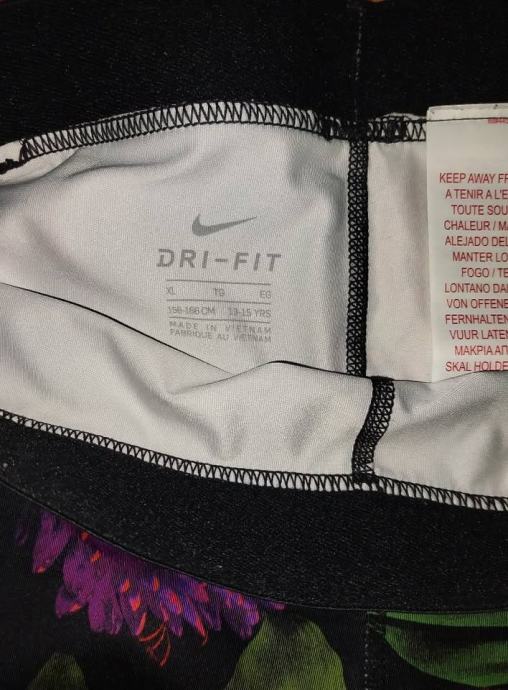 DRI-FIT
XL TG EG
156-166 CM 13-15 YRS
MADE IN VIETNAM
FABRIQUE AU VIETNAM
KEEP AWAY FR
A TENIR A L'E
TOUTE SOU
CHALEUR / MA
ALEJADO DEL
MANTER LO
FOGO / TE
LONTANO DA
VON OFFENE
FERNHALTEN
VUUR LATEN
ΜΑΚΡΙΑ ΑΠ
SKAL HOLDE